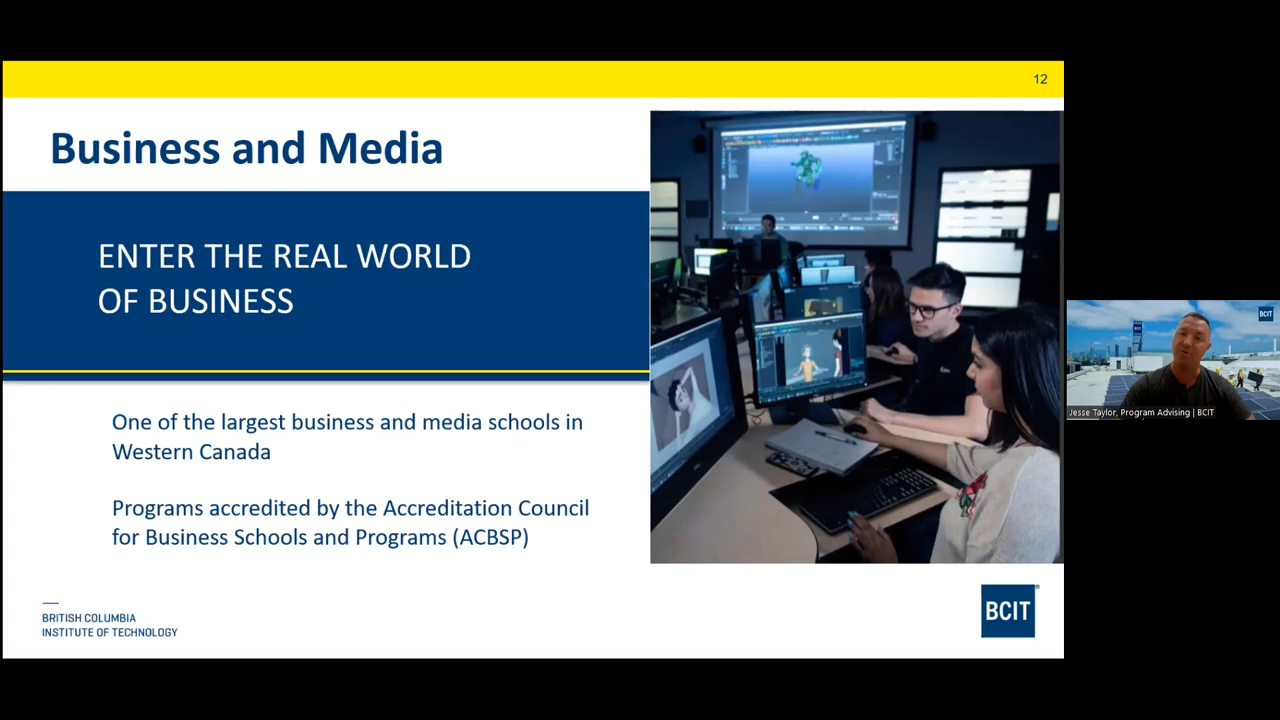 12
Business and Media
ENTER THE REAL WORLD
OF BUSINESS
One of the largest business and media schools in
Western Canada
Programs accredited by the Accreditation Council
for Business Schools and Programs (ACBSP)
BRITISH COLUMBIA
INSTITUTE OF TECHNOLOGY
BCIT®
BCIT
Jesse Taylor, Program Advising | BCIT